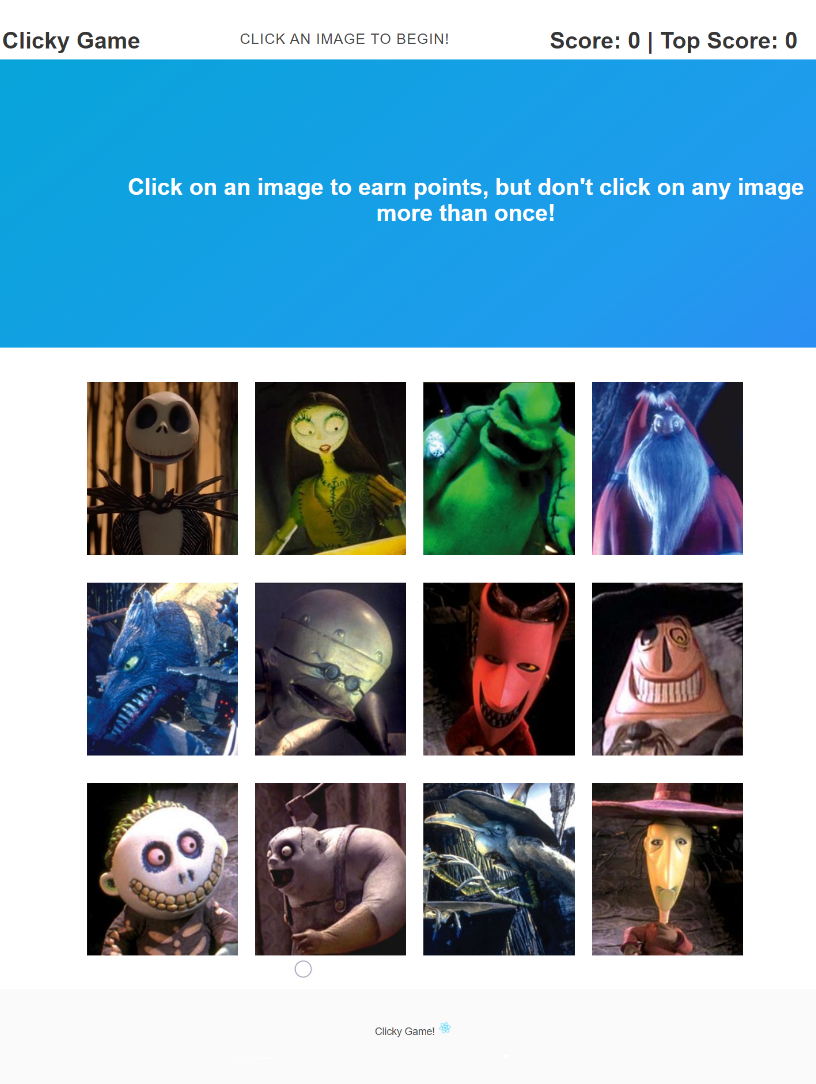 Clicky Game
CLICK AN IMAGE TO BEGIN!
Score: 0 | Top Score: 0
Click on an image to earn points, but don't click on any image
more than once!
Clicky Game!